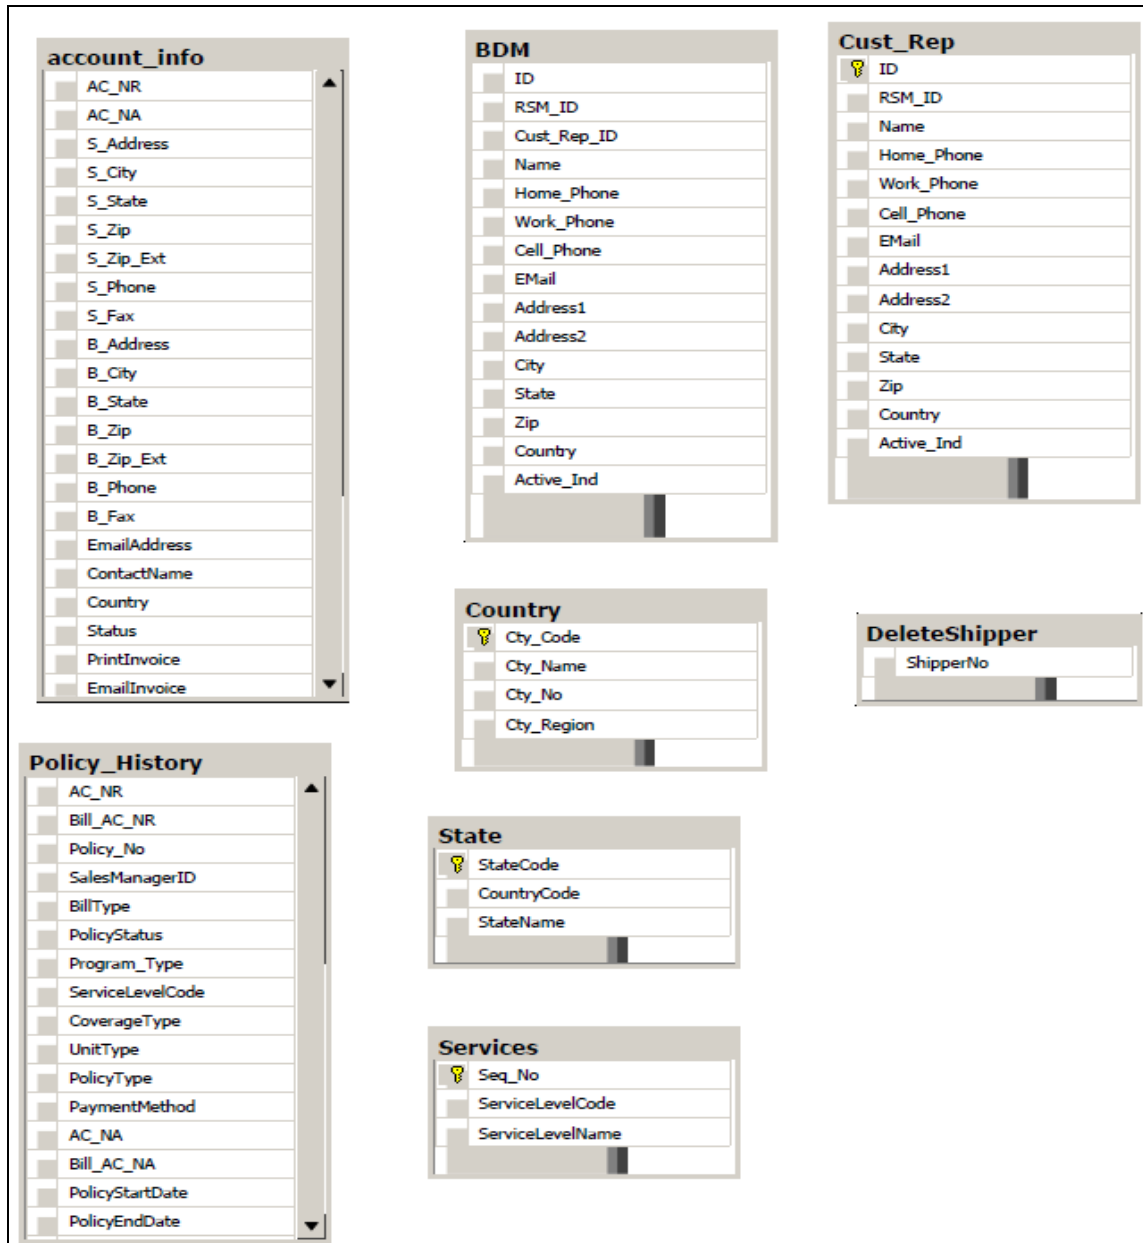 account_info
AC_NR
AC_NA
S_Address
S_City
S_State
S_Zip
S_Zip_Ext
S_Phone
S_Fax
B_Address
B_City
B_State
B_Zip
B_Zip_Ext
B_Phone
B_Fax
EmailAddress
ContactName
Country
Status
PrintInvoice
EmailInvoice
BDM
ID
RSM_ID
Cust_Rep_ID
Name
Home_Phone
Work_Phone
Cell_Phone
EMail
Address1
Address2
City
State
Zip
Country
Active_Ind
Cust_Rep
ID
RSM_ID
Name
Home_Phone
Work_Phone
Cell_Phone
EMail
Address1
Address2
City
State
Zip
Country
Active_Ind
Country
Cty_Code
Cty_Name
Cty_No
Cty_Region
DeleteShipper
ShipperNo
Policy_History
AC_NR
Bill_AC_NR
Policy_No
SalesManagerID
BillType
PolicyStatus
Program_Type
ServiceLevelCode
CoverageType
UnitType
PolicyType
PaymentMethod
AC_NA
Bill_AC_NA
PolicyStartDate
PolicyEndDate
State
StateCode
CountryCode
StateName
Services
Seq_No
ServiceLevelCode
ServiceLevelName